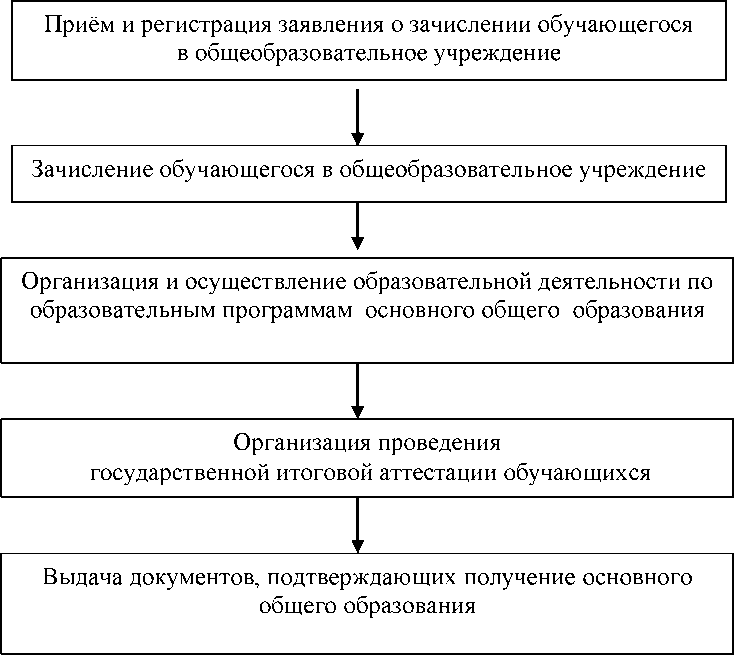 Приём и регистрация заявления о зачислении обучающегося
в общеобразовательное учреждение
Зачисление обучающегося в общеобразовательное учреждение
Организация и осуществление образовательной деятельности по
образовательным программам основного общего образования
Организация проведения
государственной итоговой аттестации обучающихся
Выдача документов, подтверждающих получение основного
общего образования